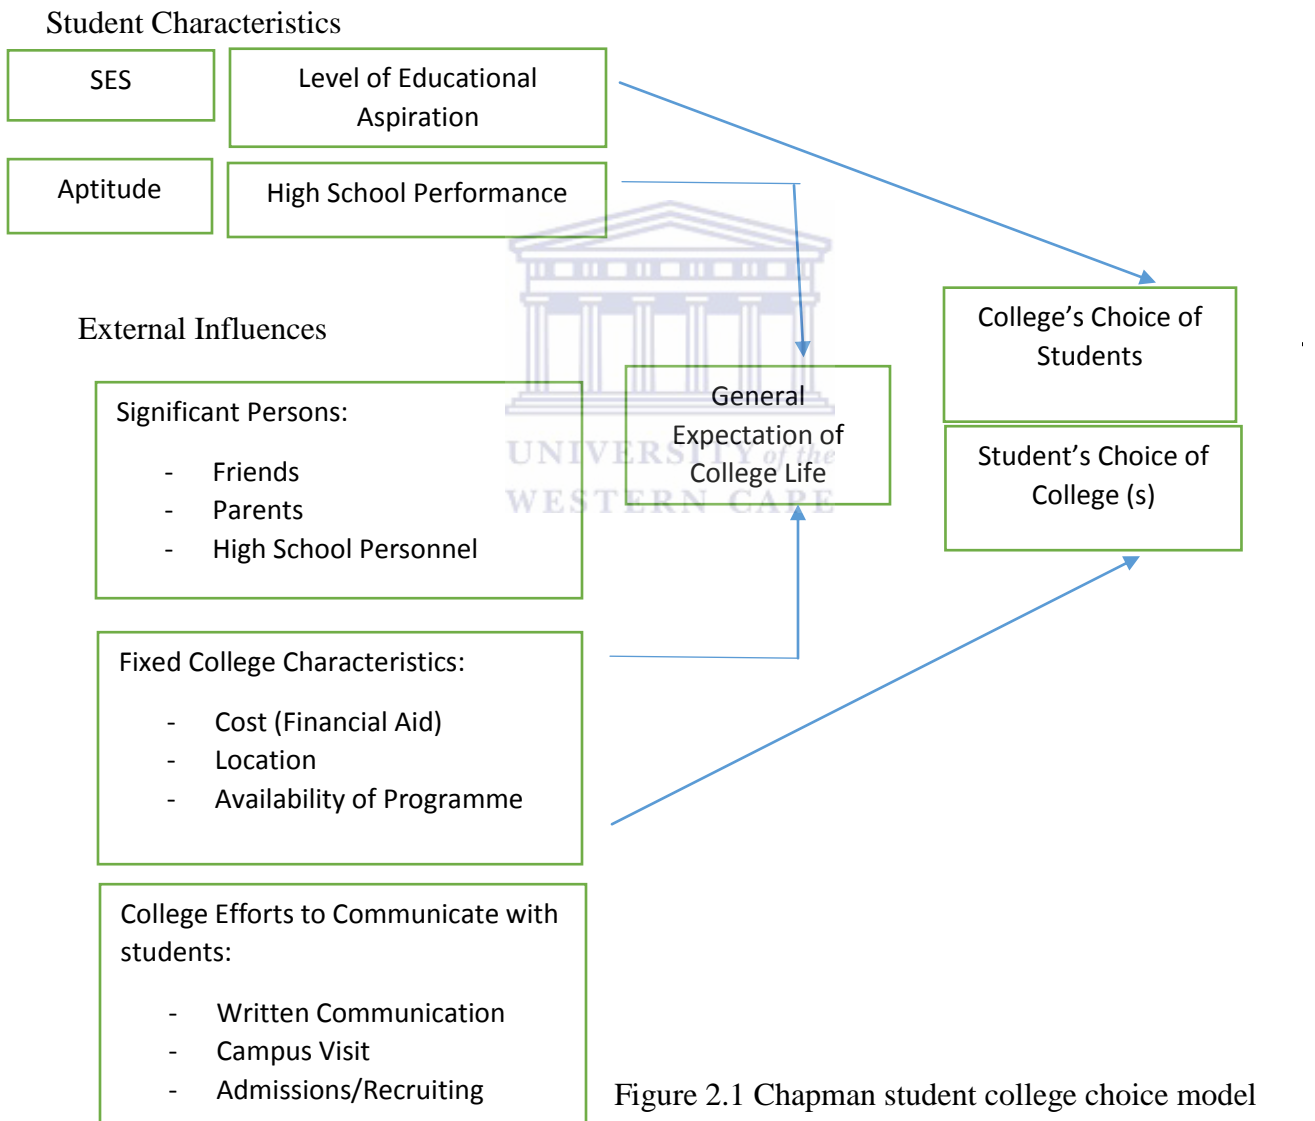 Student Characteristics
SES
Level of Educational
Aspiration
Aptitude
High School Performance
External Influences
Significant Persons:
- Friends
- Parents
- High School Personnel
General
Expectation of
College Life
College's Choice of
Students
Student's Choice of
College (s)
UNIVERSITY of the
WESTERN CAPE
Fixed College Characteristics:
- Cost (Financial Aid)
- Location
- Availability of Programme
College Efforts to Communicate with
students:
- Written Communication
- Campus Visit
- Admissions/Recruiting
Figure 2.1 Chapman student college choice model